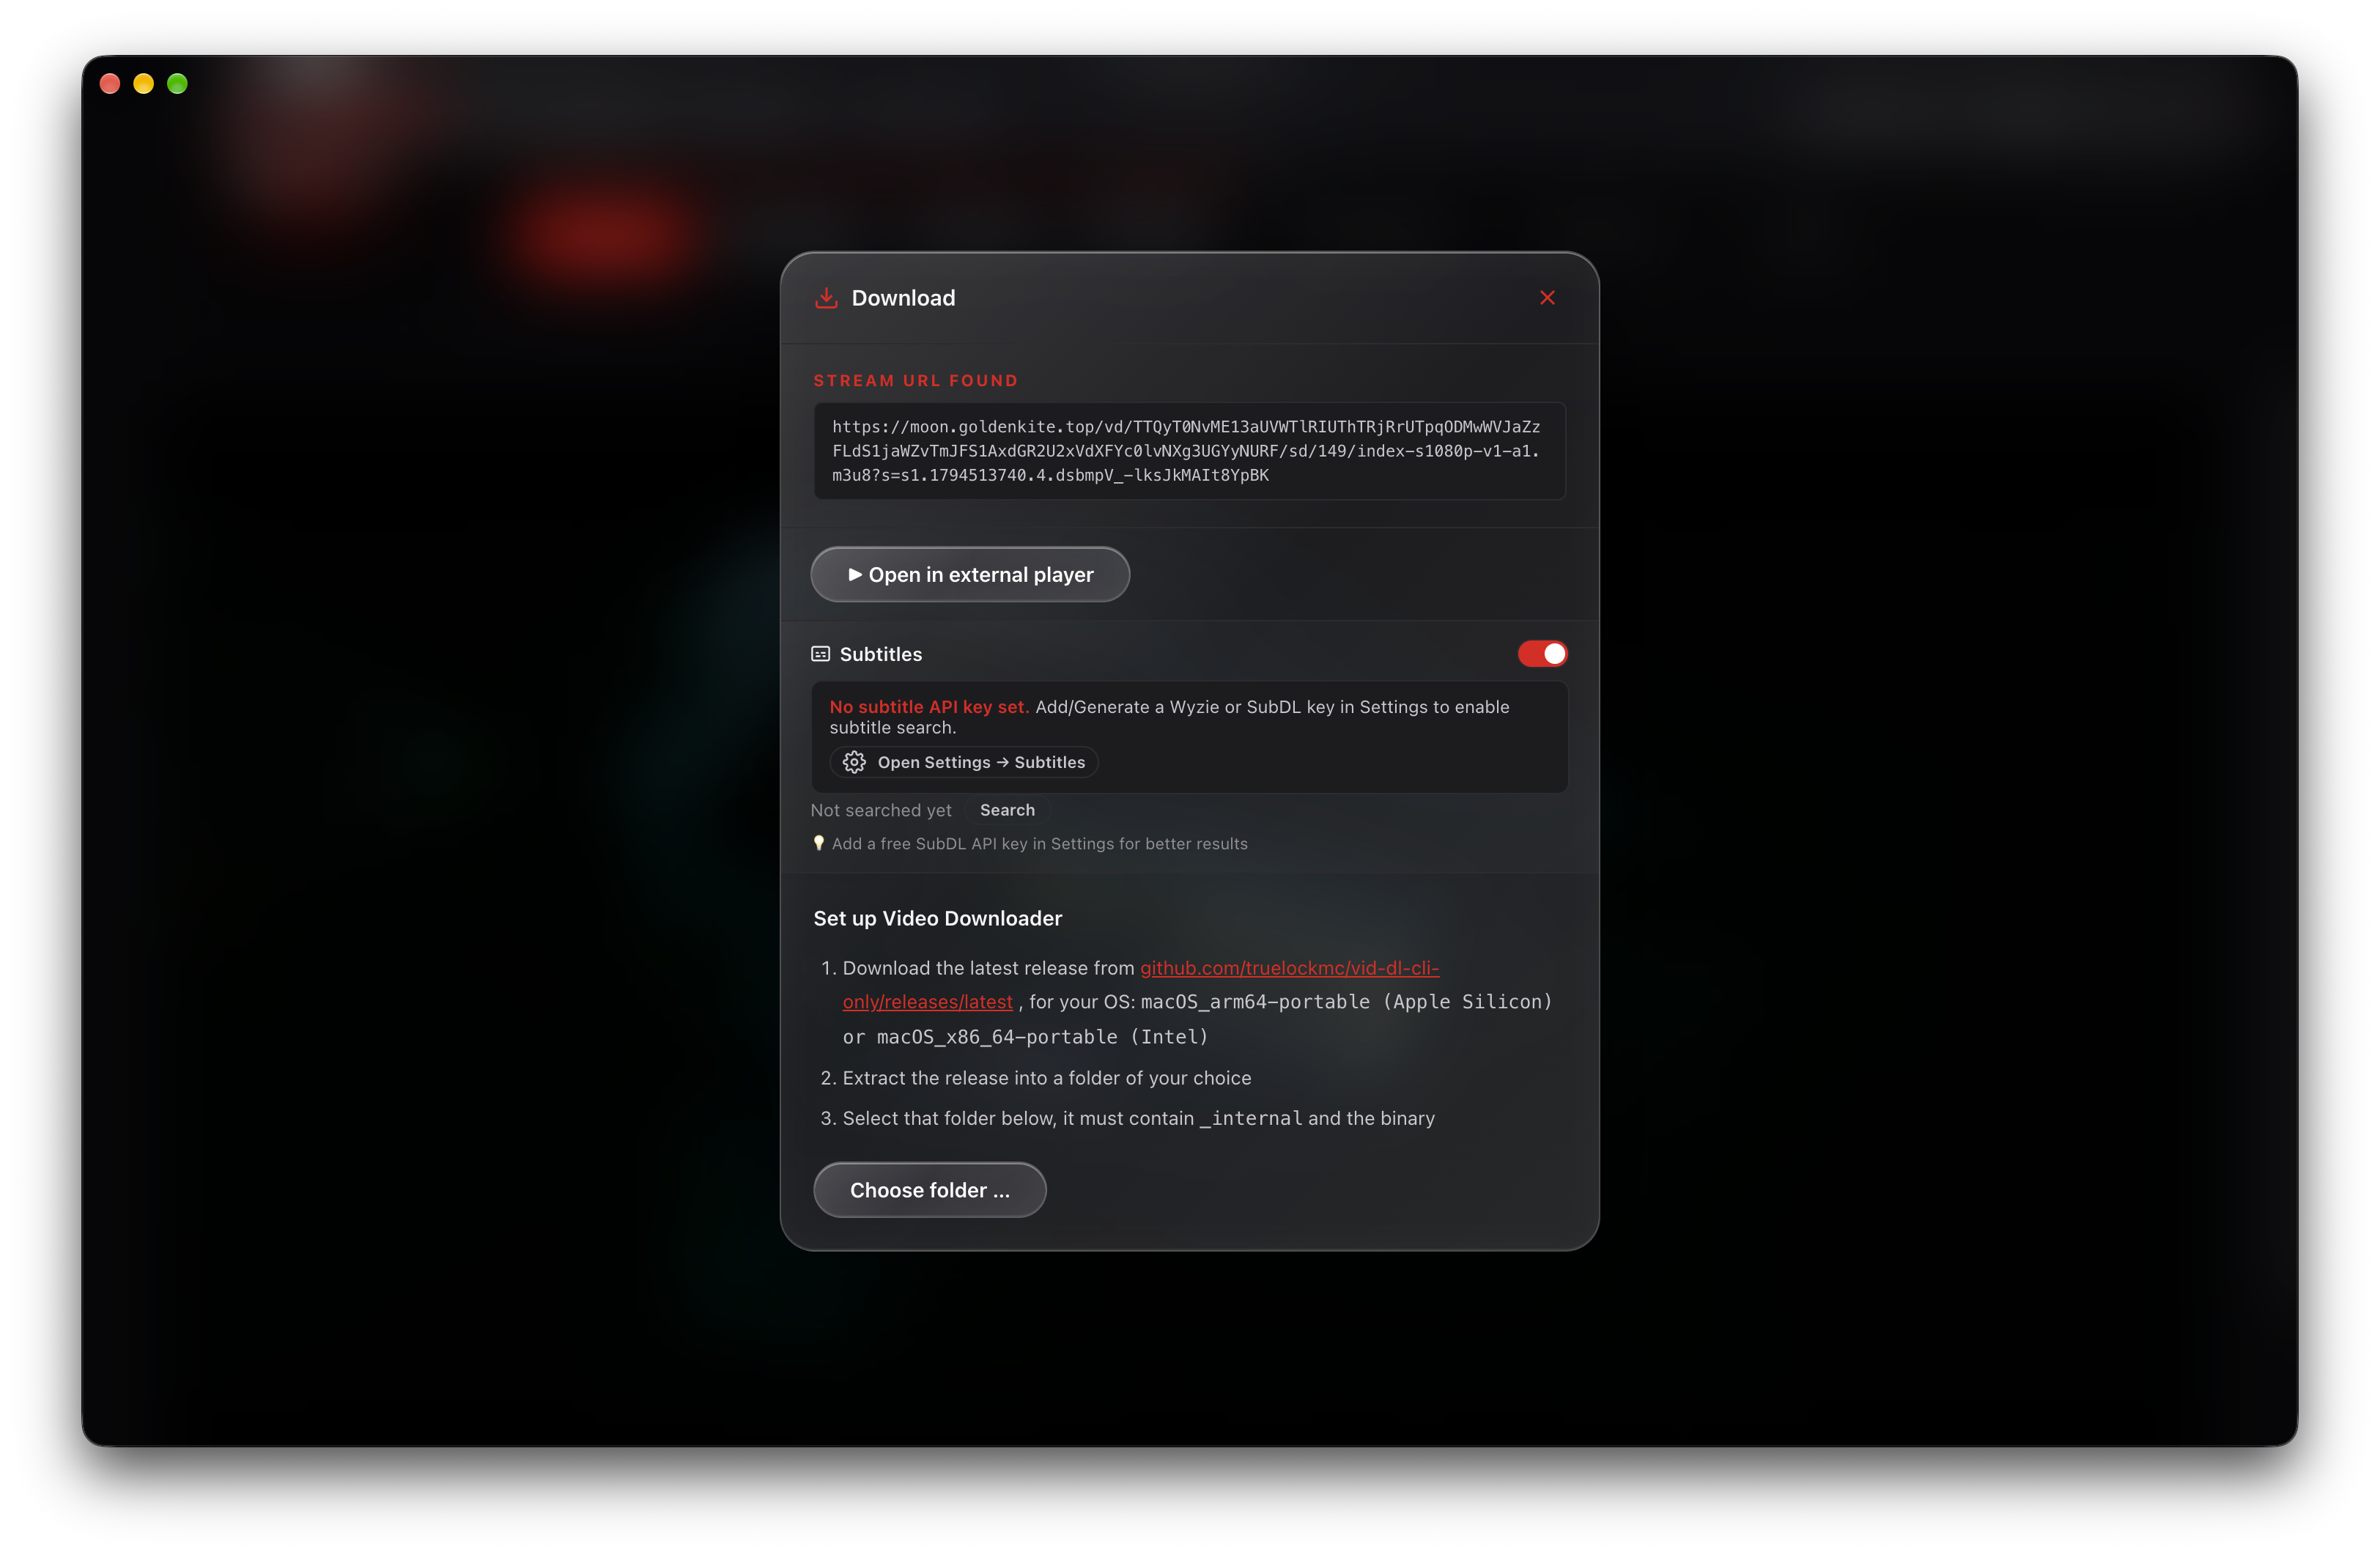 Download
STREAM URL FOUND
https://moon.goldenkite.top/vd/TTQyT0NvME13aUVWTlRIUThTRjRrUTpqODMwWVJaZz
FLdS1jaWZvTmJFS1AxdGR2U2xVdXFYc0lvNXg3UGYyNURF/sd/149/index-s1080p-v1-a1.
m3u8?s=s1.1794513740.4.dsbmpV_-lksJkMAIt8YpBK
Open in external player
Subtitles
No subtitle API key set. Add/Generate a Wyzie or SubDL key in Settings to enable
subtitle search.
Open Settings → Subtitles
Not searched yet Search
Add a free SubDL API key in Settings for better results
Set up Video Downloader
1. Download the latest release from github.com/truelockmc/vid-dl-cli-
only/releases/latest , for your OS: macOS_arm64-portable (Apple Silicon)
or macOS_x86_64-portable (Intel)
2. Extract the release into a folder of your choice
3. Select that folder below, it must contain _internal and the binary
Choose folder ...